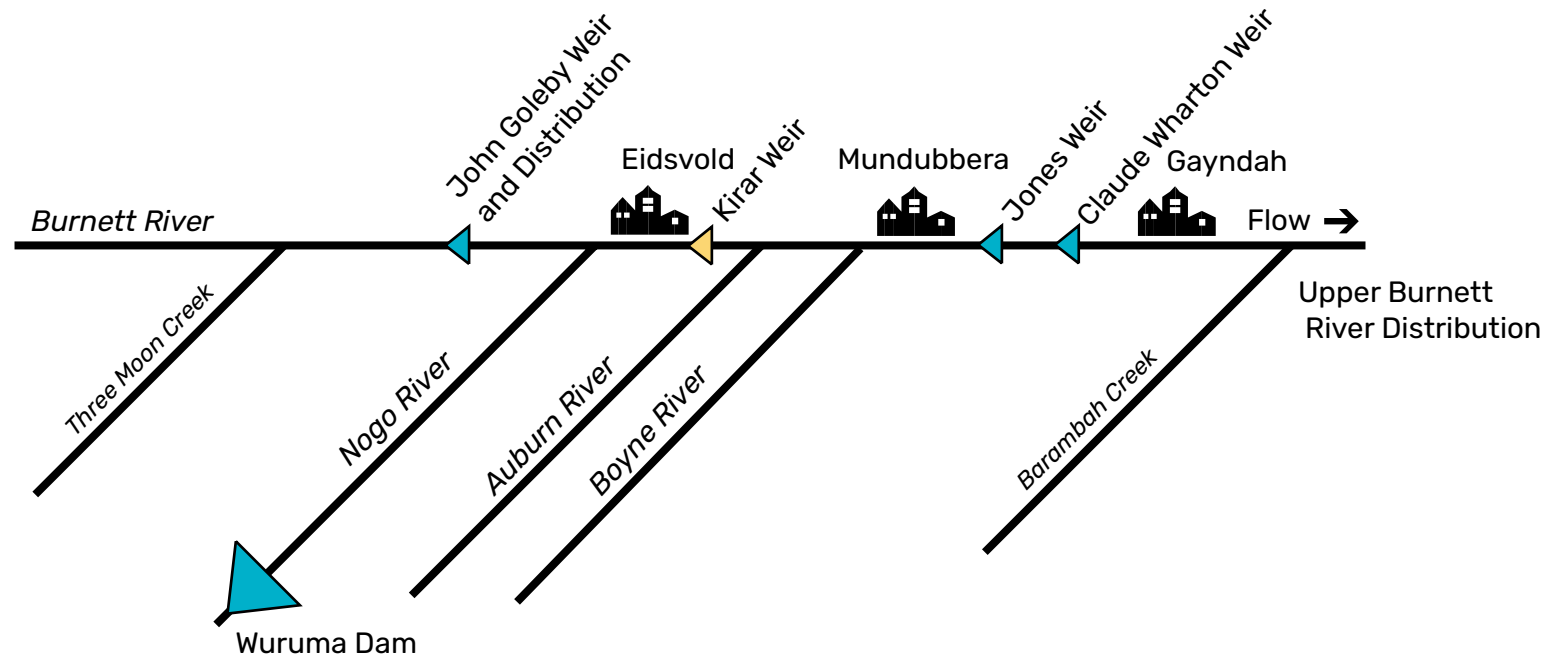 John Goleby Weir
and Distribution
Eidsvold
Kirar Weir
Mundubbera
Jones Weir
Claude Wharton Weir
Gayndah
Burnett River
Flow
Three Moon Creek
Nogo River
Auburn River
Boyne River
Barambah Creek
Upper Burnett
River Distribution
Wuruma Dam